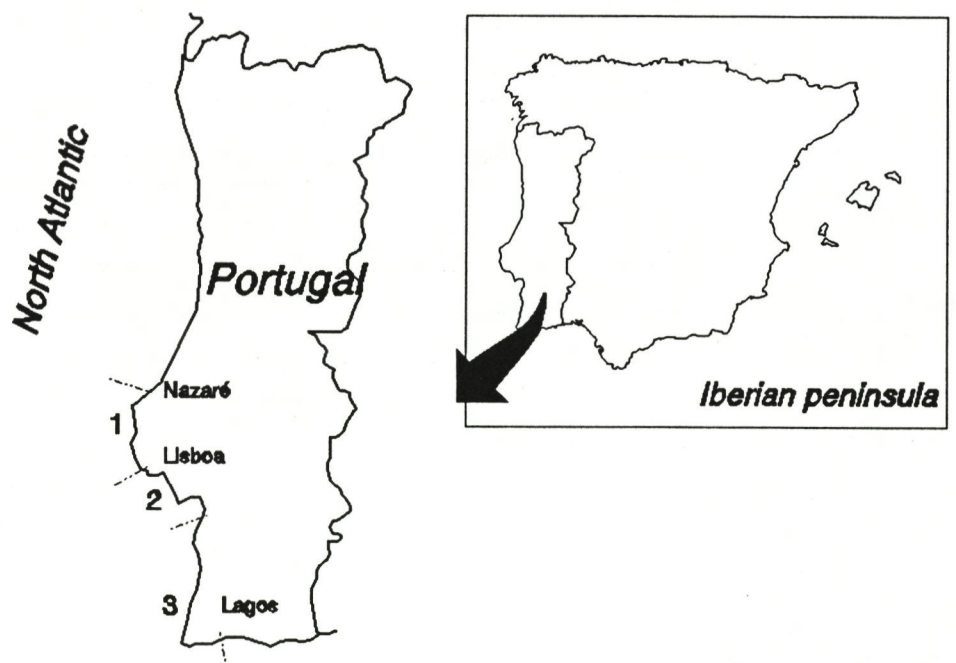 North Atlantic
Portugal
Nazaré
1
Lisboa
2
3
Lagos
Iberian peninsula